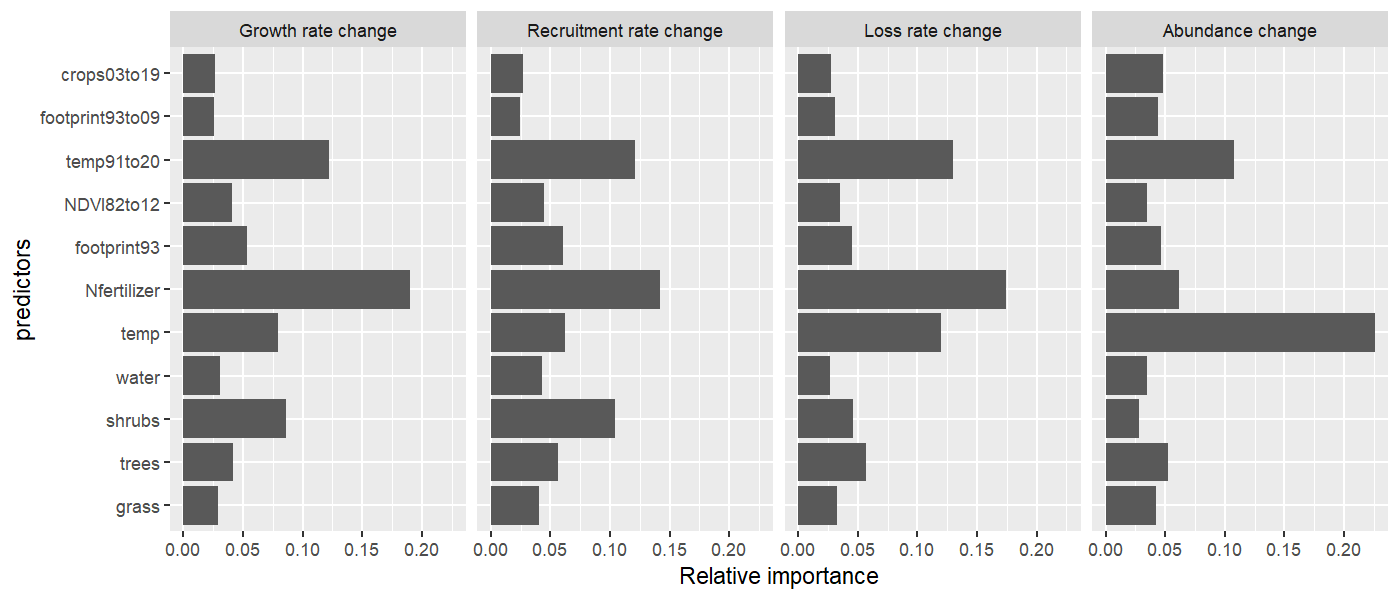 Growth rate change Recruitment rate change Loss rate change Abundance change
predictors
crops03to19
footprint93to09
temp91to20
NDVI82to12
footprint93
Nfertilizer
temp
water
shrubs
trees
grass
0.00 0.05 0.10 0.15 0.20 0.00 0.05 0.10 0.15 0.20 0.00 0.05 0.10 0.15 0.20 0.00 0.05 0.10 0.15 0.20
Relative importance